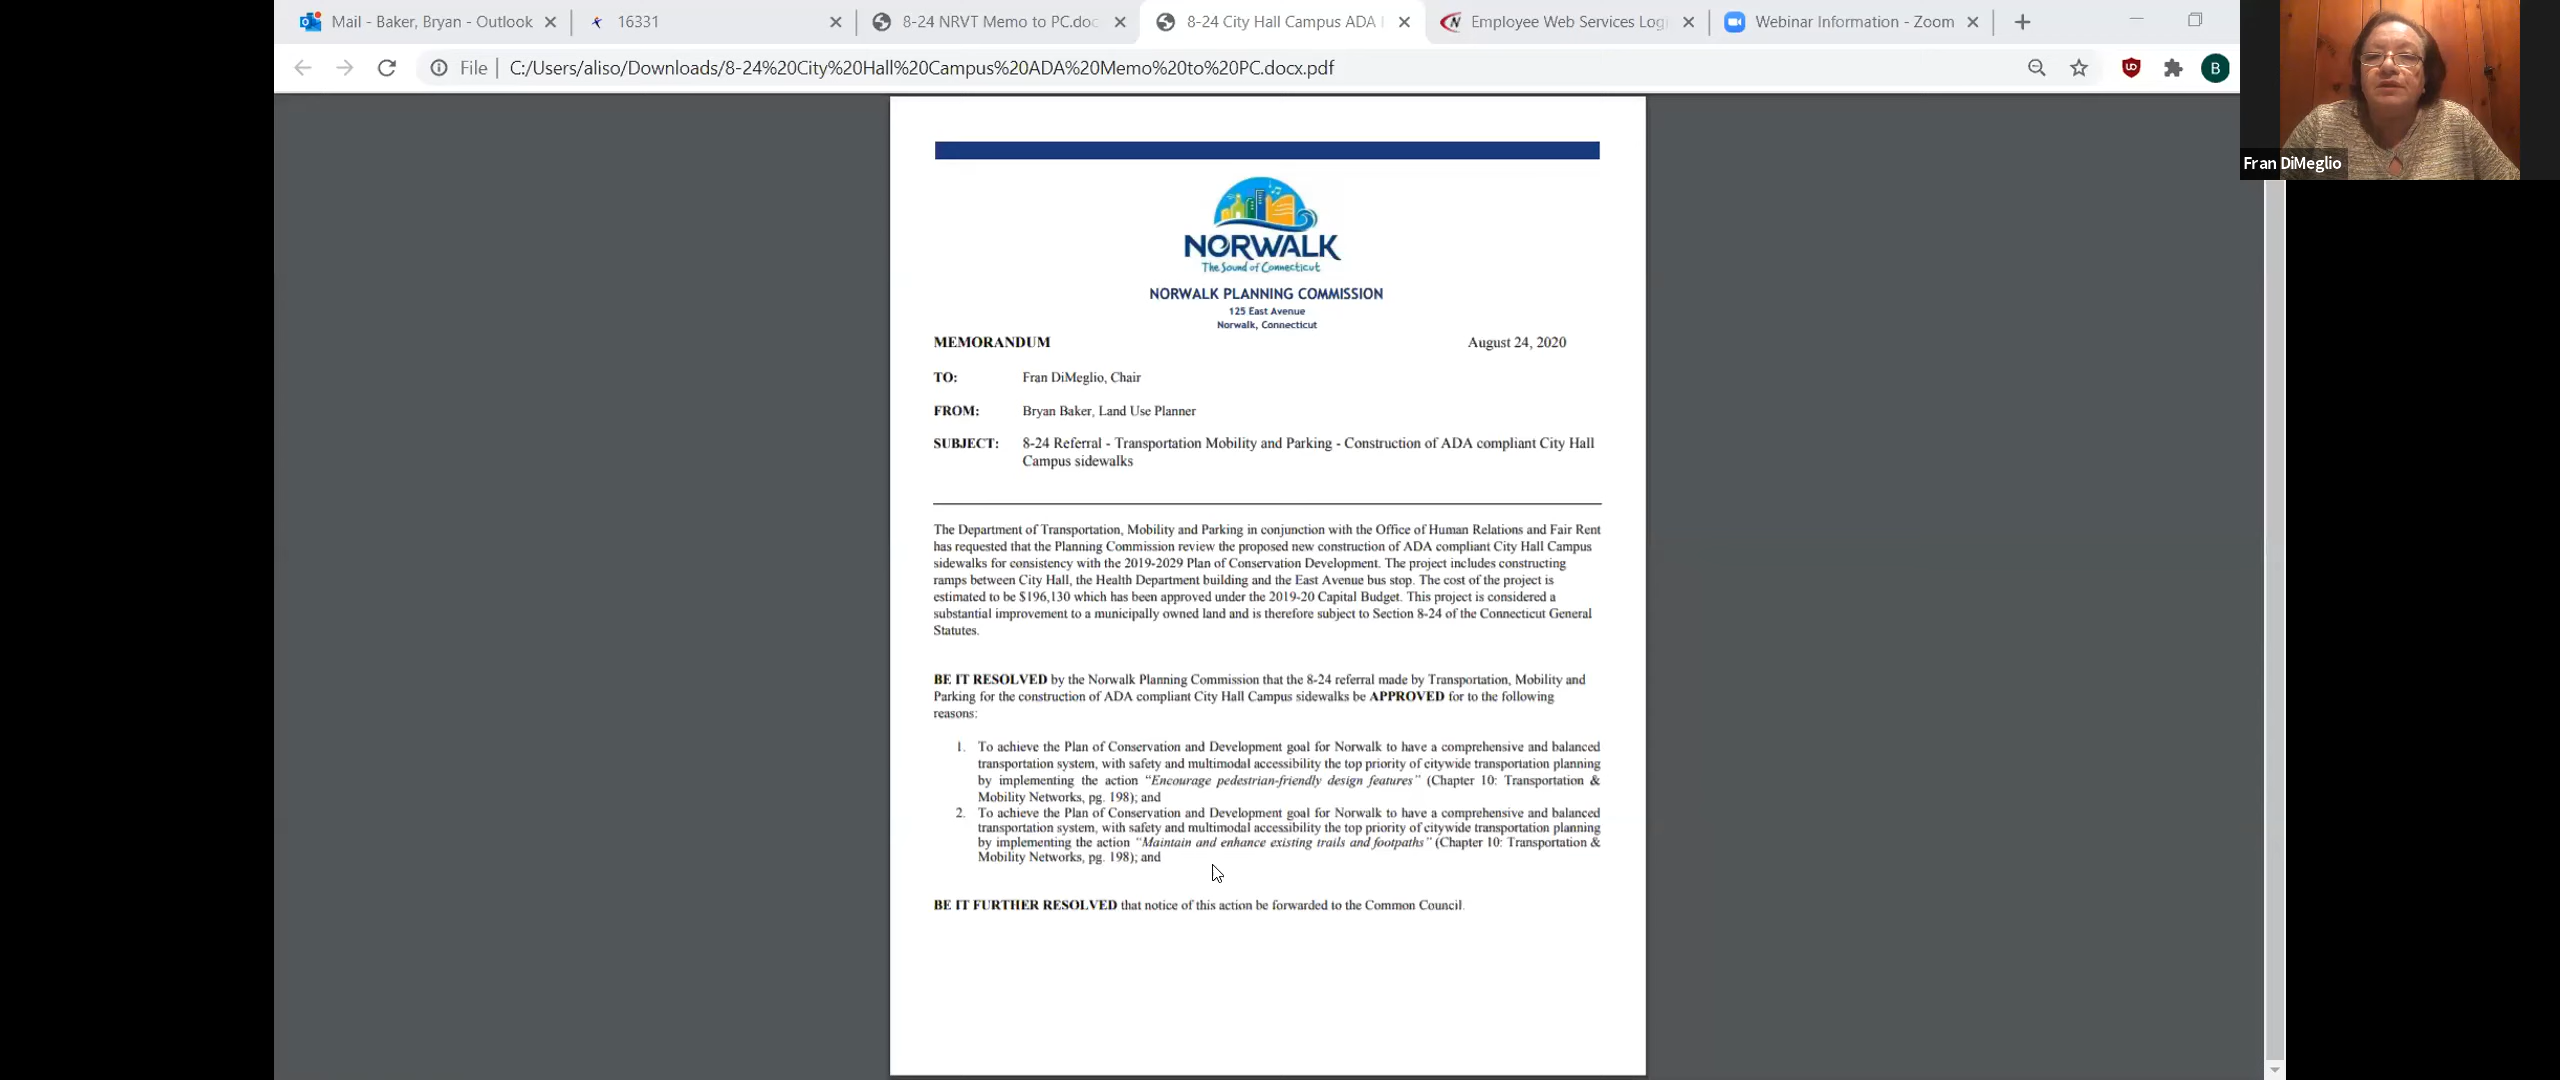 Mail - Baker, Bryan - Outlook
16331
8-24 NRVT Memo to PC.doc
8-24 City Hall Campus ADA
Employee Web Services Log
Webinar Information - Zoom
File
C:/Users/aliso/Downloads/8-24%20City%20Hall%20Campus%20ADA%20Memo%20to%20PC.docx.pdf
B
Fran DiMeglio
NORWALK
The Sound of Connecticut
NORWALK PLANNING COMMISSION
125 East Avenue
Norwalk, Connecticut
MEMORANDUM August 24, 2020
TO: Fran DiMeglio, Chair
FROM: Bryan Baker, Land Use Planner
SUBJECT: 8-24 Referral - Transportation Mobility and Parking - Construction of ADA compliant City Hall
Campus sidewalks
The Department of Transportation, Mobility and Parking in conjunction with the Office of Human Relations and Fair Rent
has requested that the Planning Commission review the proposed new construction of ADA compliant City Hall Campus
sidewalks for consistency with the 2019-2029 Plan of Conservation Development. The project includes constructing
ramps between City Hall, the Health Department building and the East Avenue bus stop. The cost of the project is
estimated to be $196,130 which has been approved under the 2019-20 Capital Budget. This project is considered a
substantial improvement to a municipally owned land and is therefore subject to Section 8-24 of the Connecticut General
Statutes.
BE IT RESOLVED by the Norwalk Planning Commission that the 8-24 referral made by Transportation, Mobility and
Parking for the construction of ADA compliant City Hall Campus sidewalks be APPROVED for to the following
reasons:
1. To achieve the Plan of Conservation and Development goal for Norwalk to have a comprehensive and balanced
transportation system, with safety and multimodal accessibility the top priority of citywide transportation planning
by implementing the action "Encourage pedestrian-friendly design features" (Chapter 10: Transportation &
Mobility Networks, pg. 198); and
2. To achieve the Plan of Conservation and Development goal for Norwalk to have a comprehensive and balanced
transportation system, with safety and multimodal accessibility the top priority of citywide transportation planning
by implementing the action "Maintain and enhance existing trails and footpaths" (Chapter 10: Transportation &
Mobility Networks, pg. 198); and
BE IT FURTHER RESOLVED that notice of this action be forwarded to the Common Council.